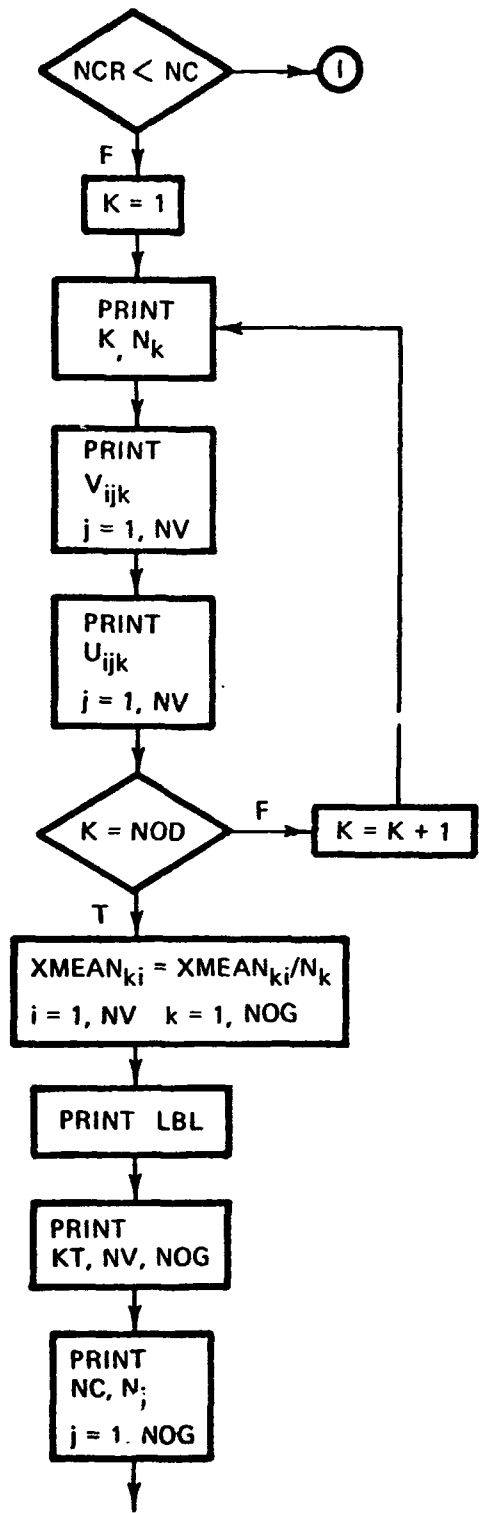 NCR < NC
I
F
K = 1
PRINT
K, Nk
PRINT
Vijk
j = 1, NV
PRINT
Uijk
j = 1, NV
K = NOD
F
K = K + 1
T
XMEANki = XMEANki/Nk
i = 1, NV k = 1, NOG
PRINT LBL
PRINT
KT, NV, NOG
PRINT
NC, Nj
j = 1. NOG